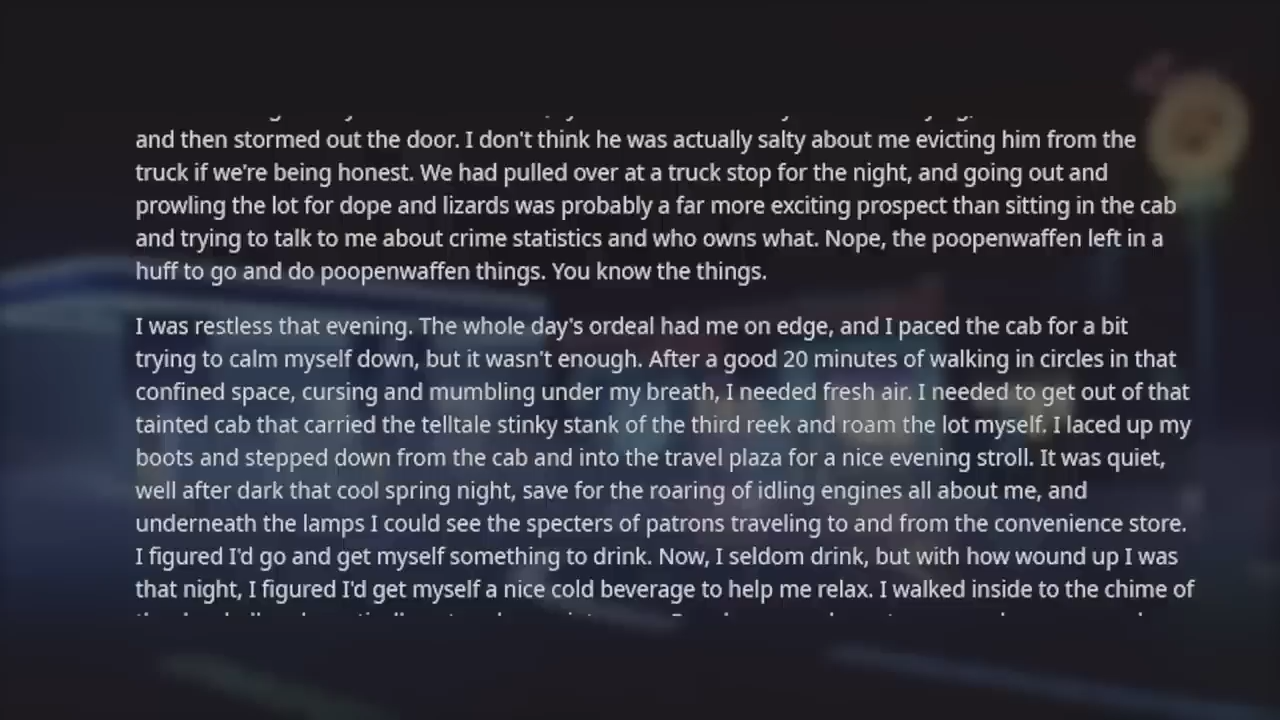 and then stormed out the door. I don't think he was actually salty about me evicting him from the
truck if we're being honest. We had pulled over at a truck stop for the night, and going out and
prowling the lot for dope and lizards was probably a far more exciting prospect than sitting in the cab
and trying to talk to me about crime statistics and who owns what. Nope, the poopenwaffen left in a
huff to go and do poopenwaffen things. You know the things.
I was restless that evening. The whole day's ordeal had me on edge, and I paced the cab for a bit
trying to calm myself down, but it wasn't enough. After a good 20 minutes of walking in circles in that
confined space, cursing and mumbling under my breath, I needed fresh air. I needed to get out of that
tainted cab that carried the telltale stinky stank of the third reek and roam the lot myself. I laced up my
boots and stepped down from the cab and into the travel plaza for a nice evening stroll. It was quiet,
well after dark that cool spring night, save for the roaring of idling engines all about me, and
underneath the lamps I could see the specters of patrons traveling to and from the convenience store.
I figured I'd go and get myself something to drink. Now, I seldom drink, but with how wound up I was
that night, I figured I'd get myself a nice cold beverage to help me relax. I walked inside to the chime of